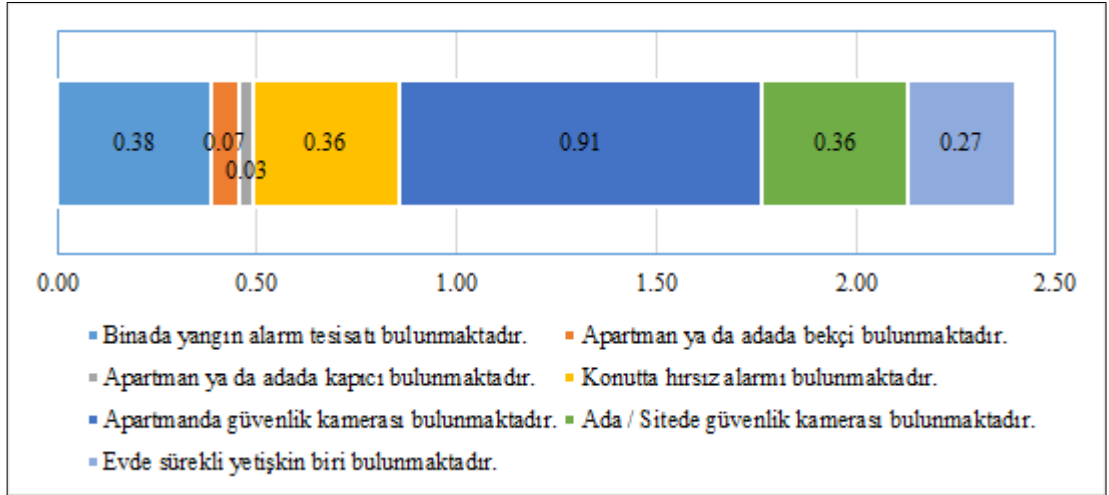 0.38 0.07 0.03 0.36 0.91 0.36 0.27
0.00 0.50 1.00 1.50 2.00 2.50
Binada yangın alarm tesisatı bulunmaktadır. Apartman ya da adada bekçi bulunmaktadır.
Apartman ya da adada kapıcı bulunmaktadır. Konutta hırsız alarmı bulunmaktadır.
Apartmanda güvenlik kamerası bulunmaktadır. Ada / Sitede güvenlik kamerası bulunmaktadır.
Evde sürekli yetişkin biri bulunmaktadır.